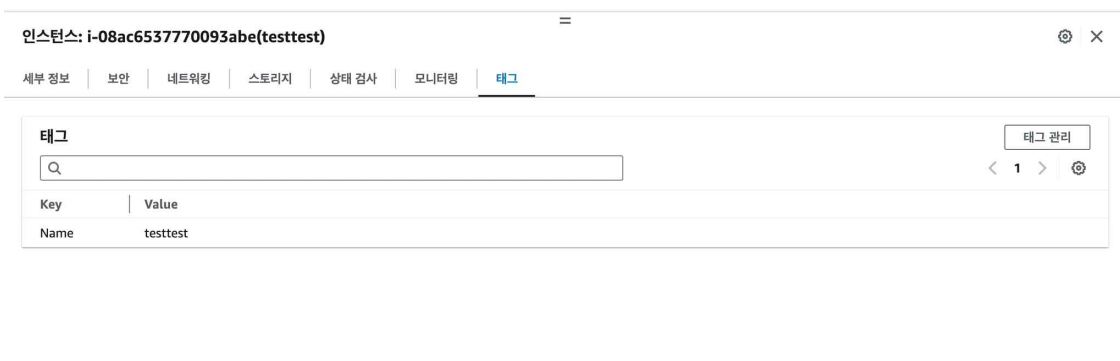 인스턴스: i-08ac6537770093abe(testtest)
세부 정보 보안 네트워킹 스토리지 상태 검사 모니터링 태그
태그 태그 관리
1
Key Value
Name testtest